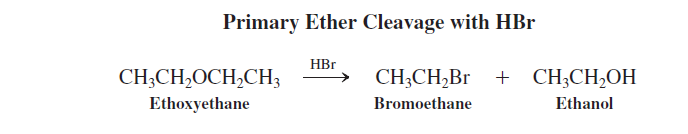 Primary Ether Cleavage with HBr
HBr
CH₃CH₂OCH₂CH₃ → CH₃CH₂Br + CH₃CH₂OH
Ethoxyethane Bromoethane Ethanol